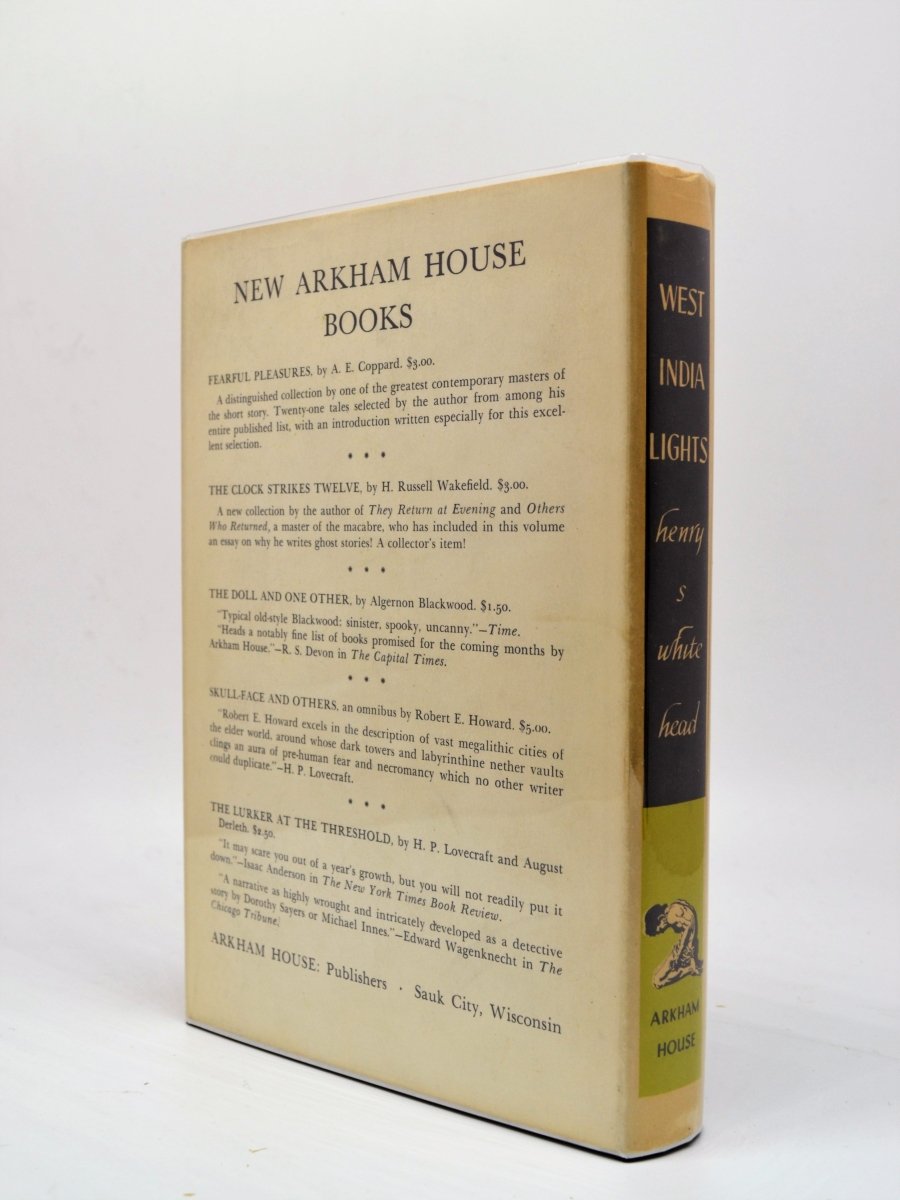 NEW ARKHAM HOUSE
BOOKS
FEARFUL PLEASURES, by A. E. Coppard. $3.00.
A distinguished collection by one of the greatest contemporary masters of
the short story. Twenty-one tales selected by the author from among his
entire published list, with an introduction written especially for this excel-
lent selection.
* * *
THE CLOCK STRIKES TWELVE, by H. Russell Wakefield. $3.00.
A new collection by the author of They Return at Evening and Others
Who Returned, a master of the macabre, who has included in this volume
an essay on why he writes ghost stories! A collector's item!
* * *
THE DOLL AND ONE OTHER, by Algernon Blackwood. $1.50.
"Typical old-style Blackwood: sinister, spooky, uncanny."—Time.
"Heads a notably fine list of books promised for the coming months by
Arkham House."—R. S. Devon in The Capital Times.
* * *
SKULL-FACE AND OTHERS, an omnibus by Robert E. Howard. $5.00.
"Robert E. Howard excels in the description of vast megalithic cities of
the elder world, around whose dark towers and labyrinthine nether vaults
clings an aura of pre-human fear and necromancy which no other writer
could duplicate."—H. P. Lovecraft.
* * *
THE LURKER AT THE THRESHOLD, by H. P. Lovecraft and August
Derleth. $2.50.
"It may scare you out of a year's growth, but you will not readily put it
down."—Isaac Anderson in The New York Times Book Review.
"A narrative as highly wrought and intricately developed as a detective
story by Dorothy Sayers or Michael Innes."—Edward Wagenknecht in The
Chicago Tribune.
ARKHAM HOUSE: Publishers · Sauk City, Wisconsin
WEST
INDIA
LIGHTS
henry
s
white
head
ARKHAM
HOUSE